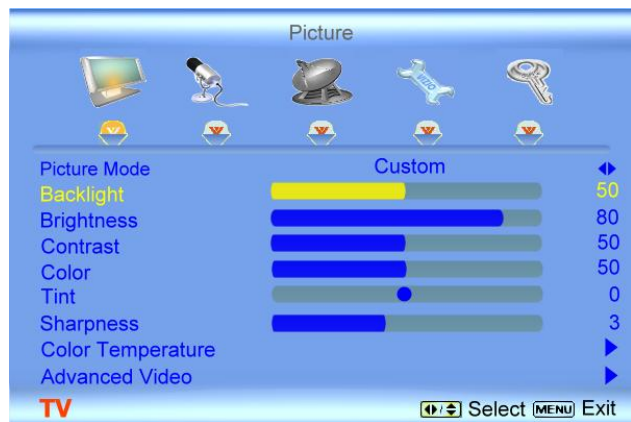 Picture
VIZIO
Picture Mode Custom
Backlight 50
Brightness 80
Contrast 50
Color 50
Tint 0
Sharpness 3
Color Temperature
Advanced Video
TV Select MENU Exit